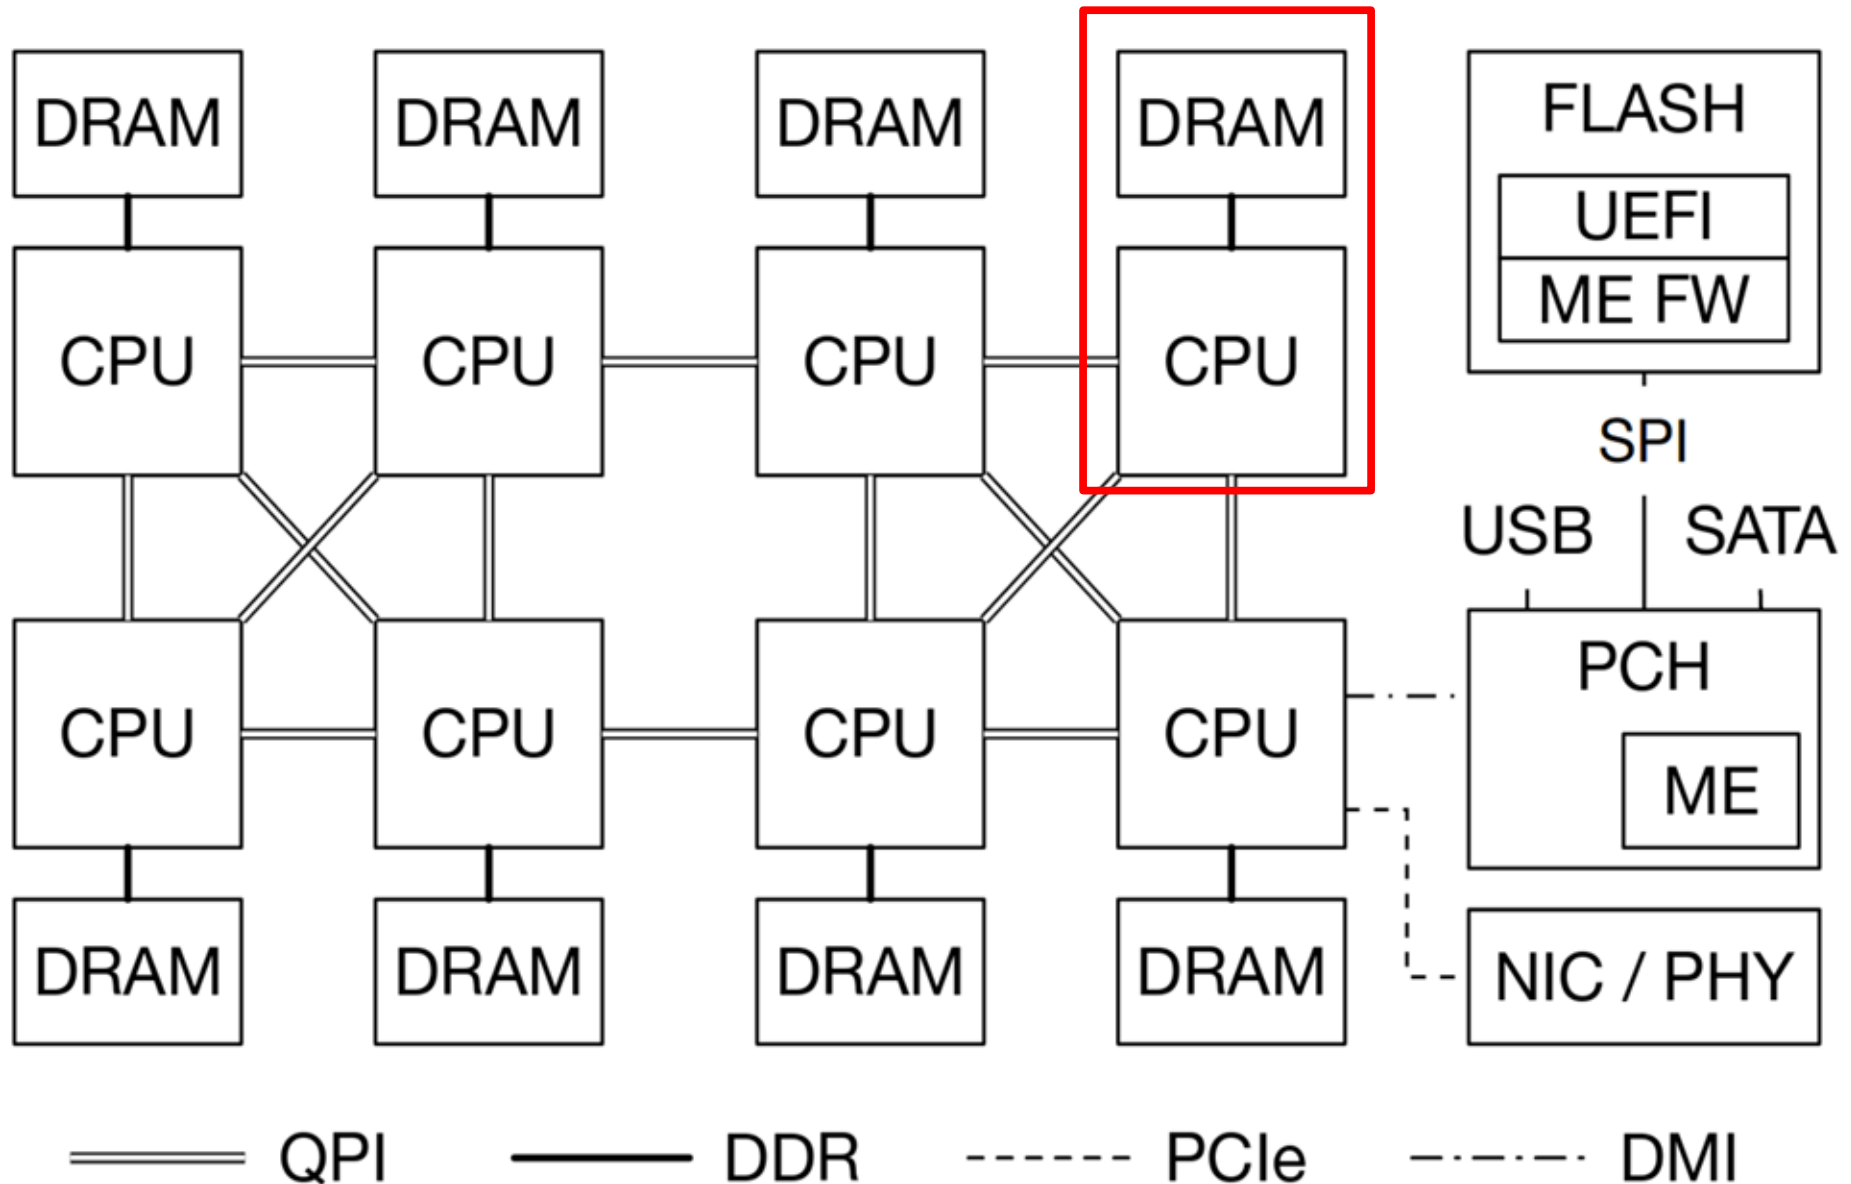 DRAM DRAM DRAM DRAM
FLASH
UEFI
ME FW
CPU CPU CPU CPU
SPI
USB SATA
PCH
CPU CPU CPU CPU
ME
DRAM DRAM DRAM DRAM
NIC / PHY
QPI DDR PCIe DMI